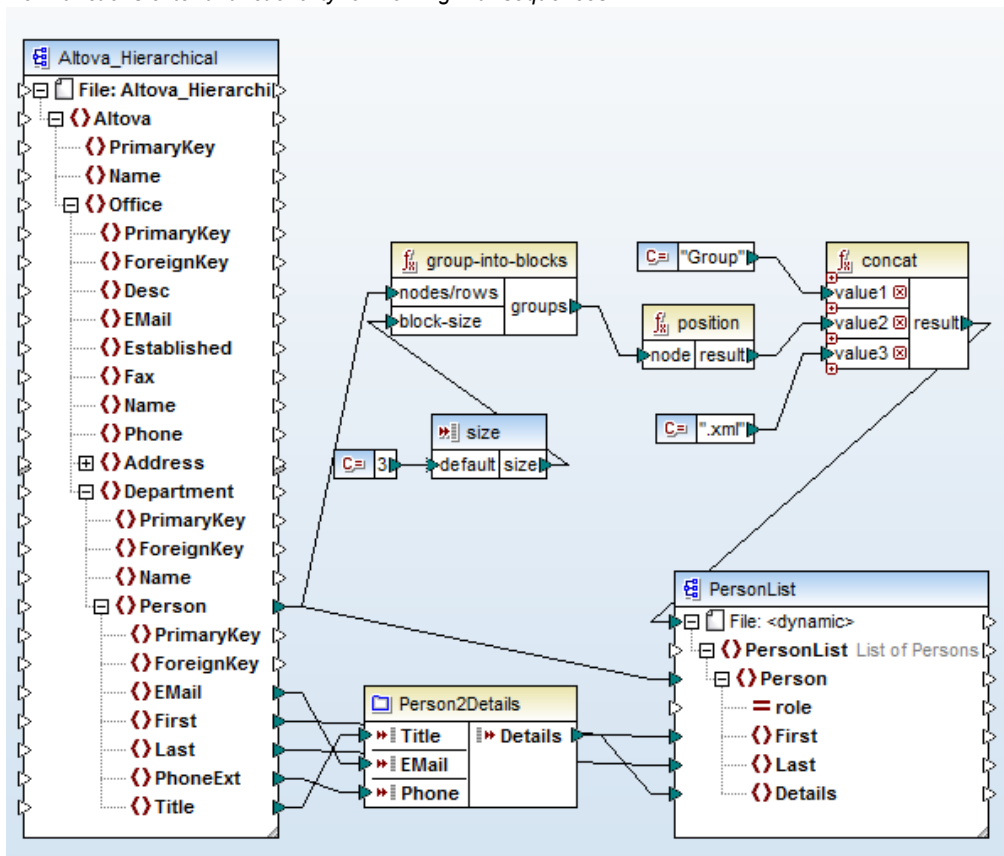 Altova_Hierarchical
File: Altova_Hierarchi
Altova
PrimaryKey
Name
Office
PrimaryKey
ForeignKey
Desc
EMail
Established
Fax
Name
Phone
Address
Department
PrimaryKey
ForeignKey
Name
Person
PrimaryKey
ForeignKey
EMail
First
Last
PhoneExt
Title
group-into-blocks
nodes/rows
groups
block-size
size
C= 3
default size
position
node result
C= "Group"
C= ".xml"
concat
value1
value2 result
value3
Person2Details
Title Details
EMail
Phone
PersonList
File: <dynamic>
PersonList List of Persons
Person
role
First
Last
Details